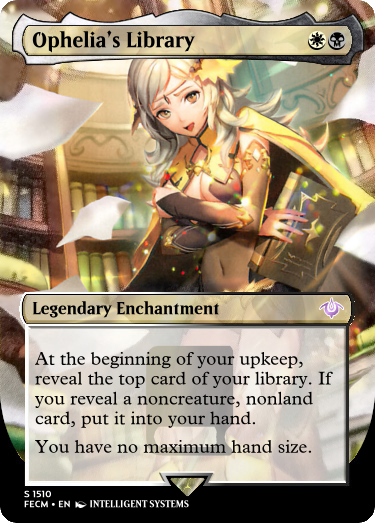 Ophelia's Library
Legendary Enchantment
At the beginning of your upkeep,
reveal the top card of your library. If
you reveal a noncreature, nonland
card, put it into your hand.
You have no maximum hand size.
S 1510
FECM • EN INTELLIGENT SYSTEMS